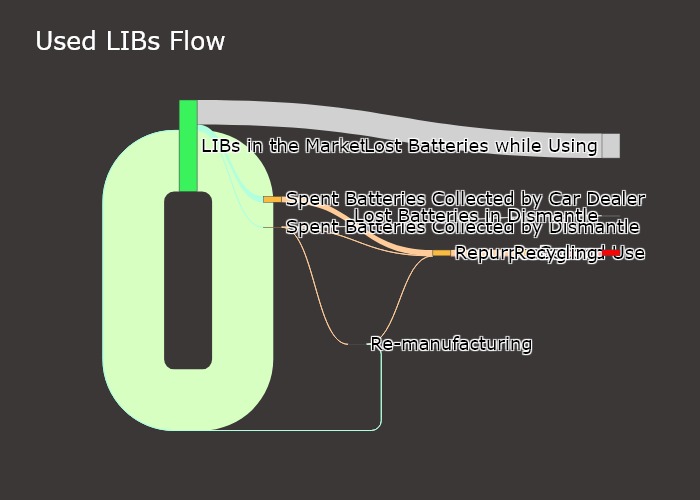 Used LIBs Flow
LIBs in the Market
Lost Batteries while Using
Spent Batteries Collected by Car Dealer
Lost Batteries in Dismantle
Spent Batteries Collected by Dismantle
Recycling
Use
Re-manufacturing